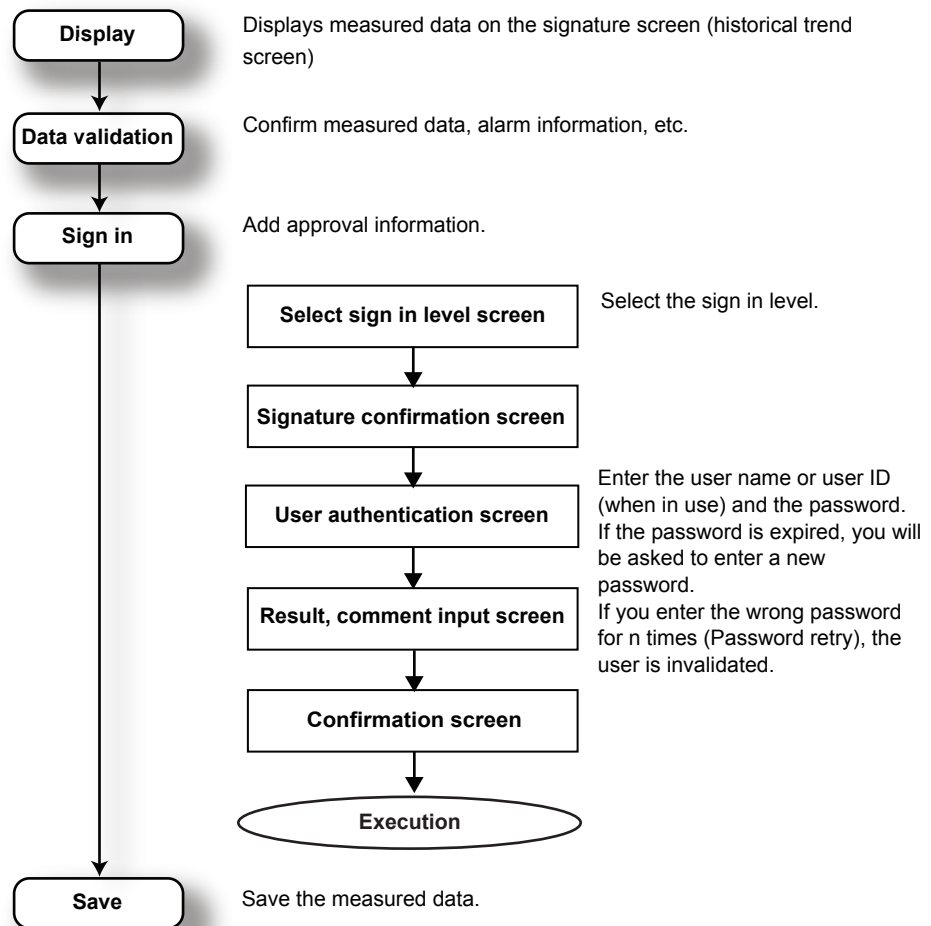 Display
Displays measured data on the signature screen (historical trend
screen)
Data validation
Confirm measured data, alarm information, etc.
Sign in
Add approval information.
Select sign in level screen
Select the sign in level.
Signature confirmation screen
User authentication screen
Enter the user name or user ID
(when in use) and the password.
If the password is expired, you will
be asked to enter a new
password.
If you enter the wrong password
for n times (Password retry), the
user is invalidated.
Result, comment input screen
Confirmation screen
Execution
Save
Save the measured data.